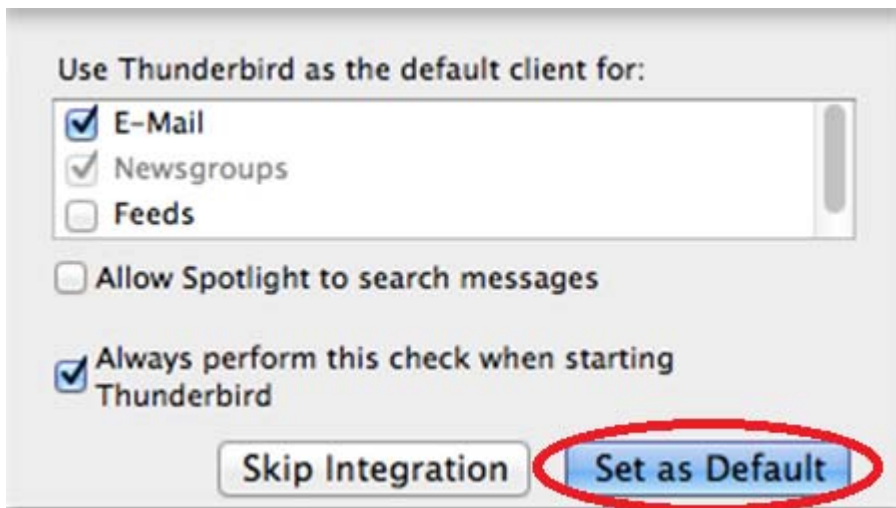 Use Thunderbird as the default client for:
E-Mail
Newsgroups
Feeds
Allow Spotlight to search messages
Always perform this check when starting
Thunderbird
Skip Integration
Set as Default